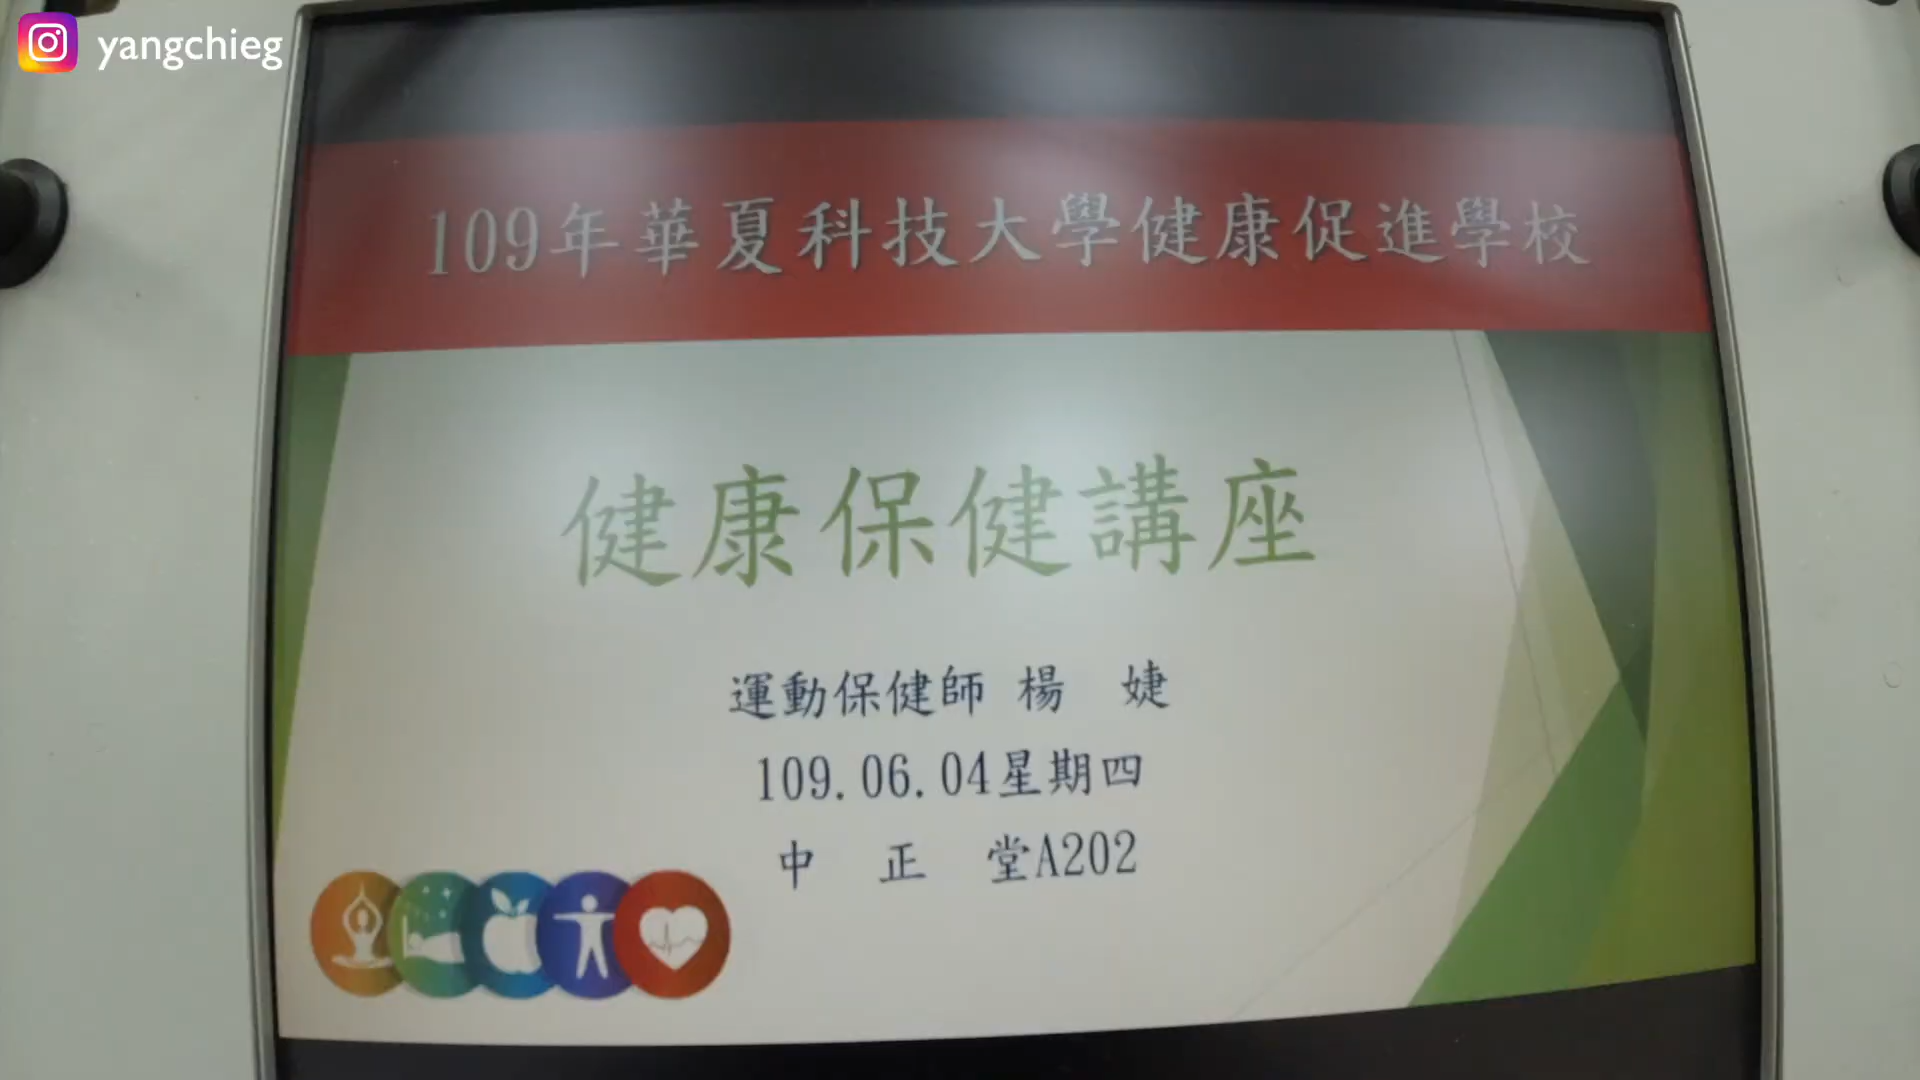 yangchieg
109年華夏科技大學健康促進學校
健康保健講座
運動保健師 楊 婕
109.06.04星期四
中 正 堂A202